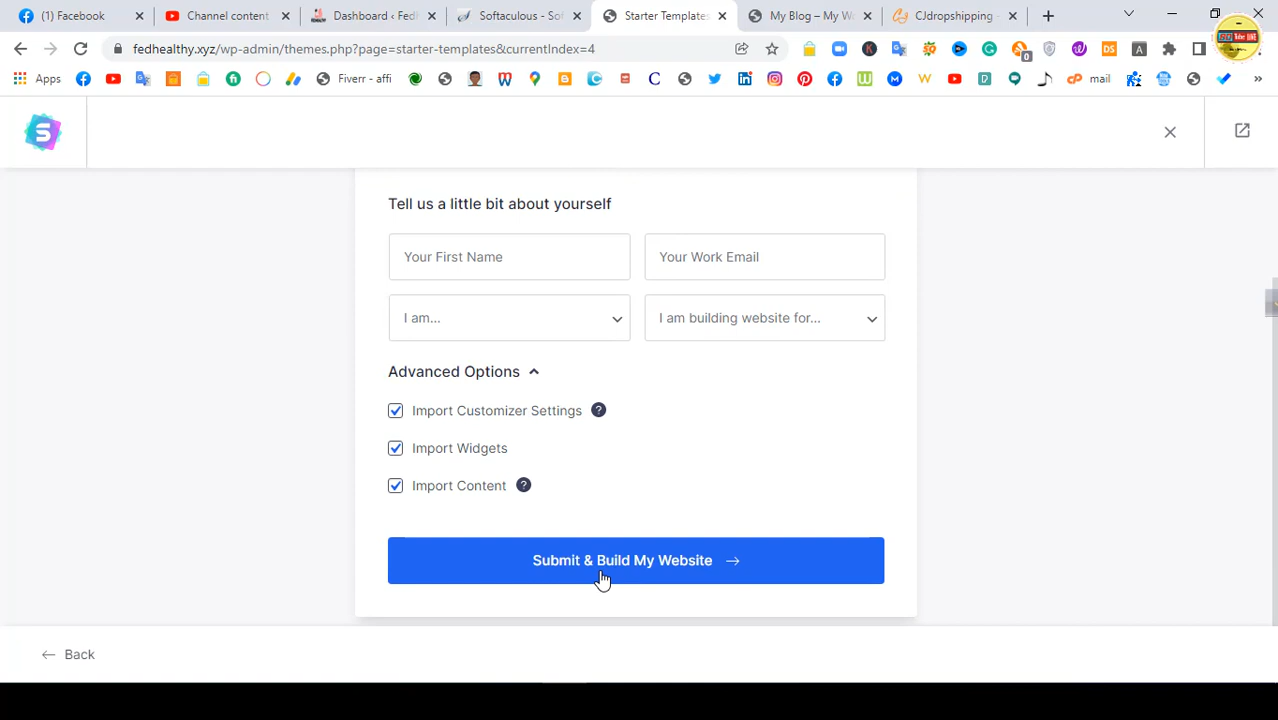 Facebook
Channel content
Dashboard ‹ Fedh
Softaculous - Sof
Starter Templates
My Blog – My W
CJdropshipping -
fedhealthy.xyz/wp-admin/themes.php?page=starter-templates&currentIndex=4
Apps
Fiverr - affi
mail
Tell us a little bit about yourself
Your First Name
Your Work Email
I am...
I am building website for...
Advanced Options
Import Customizer Settings ?
Import Widgets
Import Content ?
Submit & Build My Website →
← Back